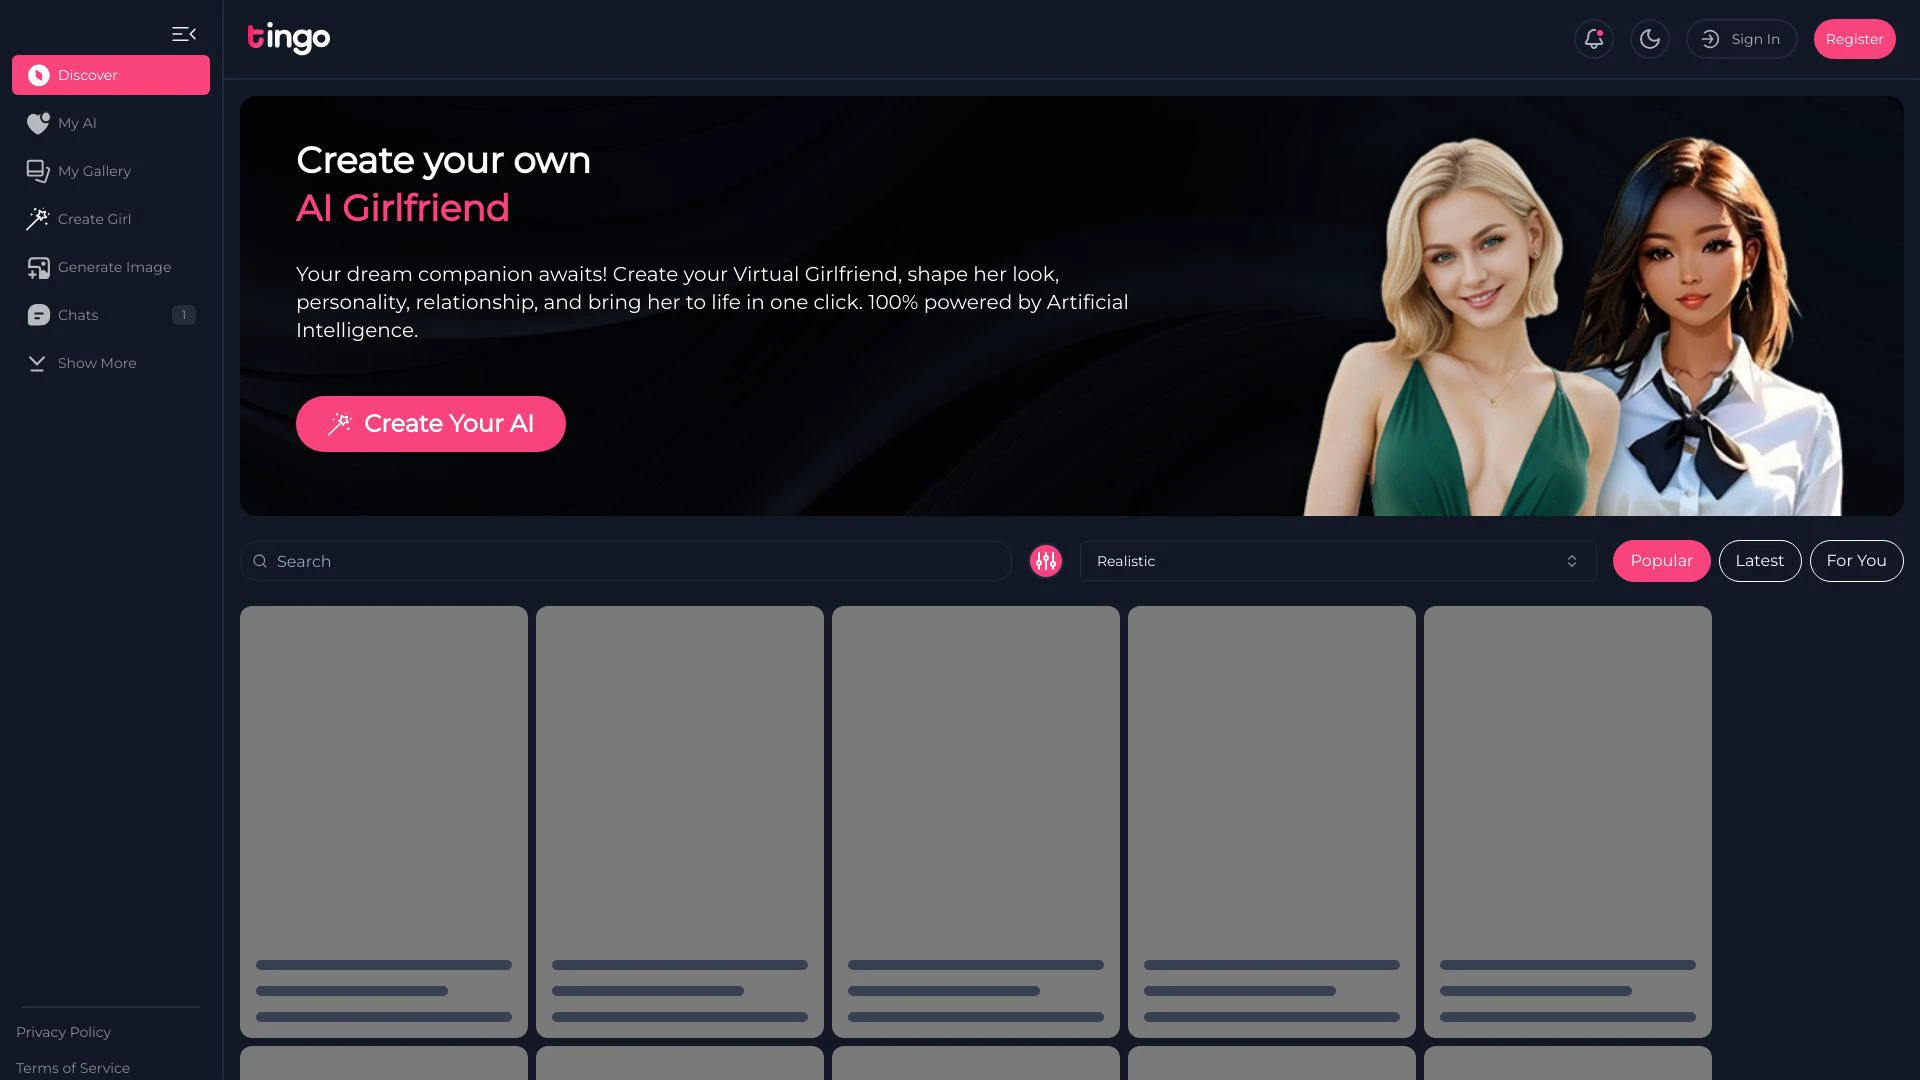 Discover
My AI
My Gallery
Create Girl
Generate Image
Chats
1
Show More
Privacy Policy
Terms of Service
tingo
Sign In
Register
Create your own
AI Girlfriend
Your dream companion awaits! Create your Virtual Girlfriend, shape her look,
personality, relationship, and bring her to life in one click. 100% powered by Artificial
Intelligence.
Create Your AI
Search
Realistic
Popular
Latest
For You